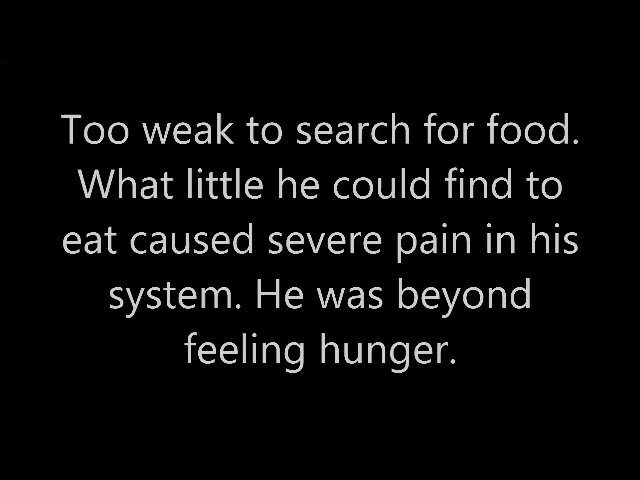 Too weak to search for food.
What little he could find to
eat caused severe pain in his
system. He was beyond
feeling hunger.